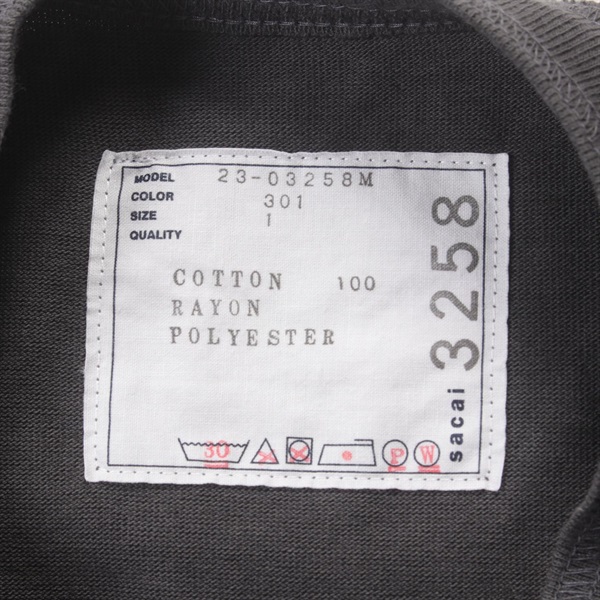 MODEL 23-03258M
COLOR 301
SIZE 1
QUALITY
COTTON 100
RAYON
POLYESTER
30
P W
sacai 3258